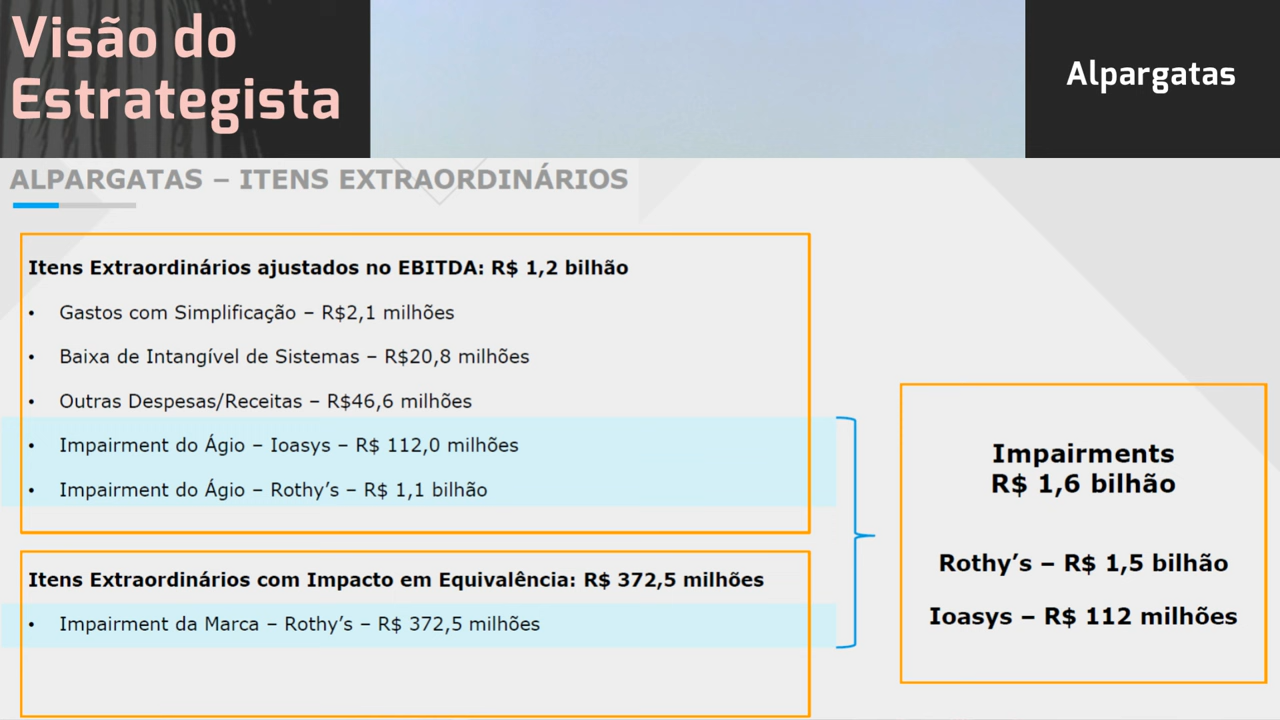 Visão do
Estrategista
Alpargatas
ALPARGATAS – ITENS EXTRAORDINÁRIOS
Itens Extraordinários ajustados no EBITDA: R$ 1,2 bilhão
• Gastos com Simplificação – R$2,1 milhões
• Baixa de Intangível de Sistemas – R$20,8 milhões
• Outras Despesas/Receitas – R$46,6 milhões
• Impairment do Ágio – Ioasys – R$ 112,0 milhões
• Impairment do Ágio – Rothy’s – R$ 1,1 bilhão
Itens Extraordinários com Impacto em Equivalência: R$ 372,5 milhões
• Impairment da Marca – Rothy’s – R$ 372,5 milhões
Impairments
R$ 1,6 bilhão
Rothy’s – R$ 1,5 bilhão
Ioasys – R$ 112 milhões